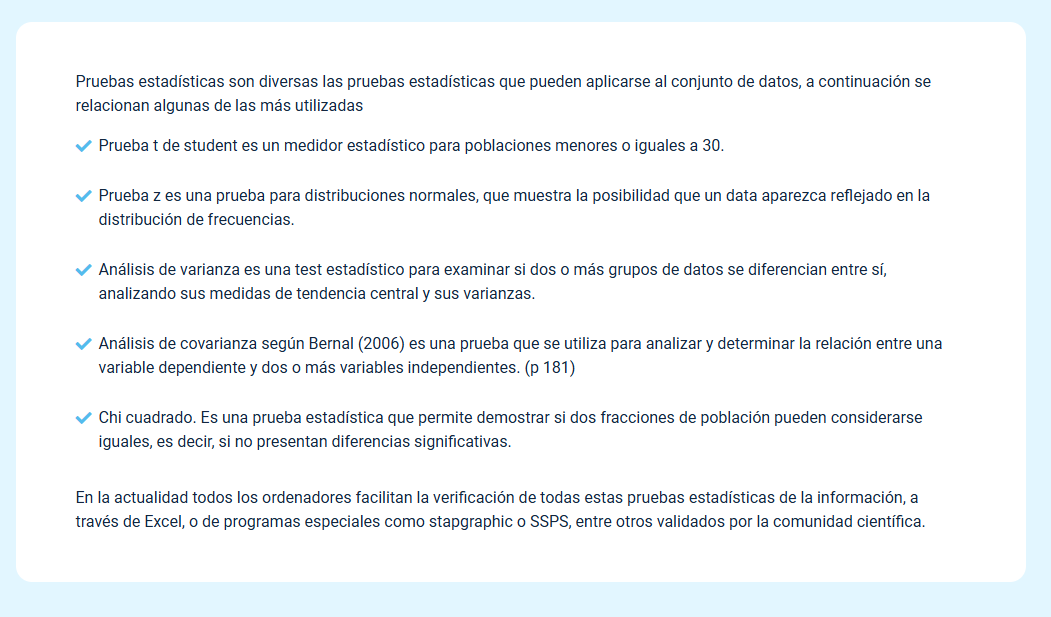 Pruebas estadísticas son diversas las pruebas estadísticas que pueden aplicarse al conjunto de datos, a continuación se
relacionan algunas de las más utilizadas
Prueba t de student es un medidor estadístico para poblaciones menores o iguales a 30.
Prueba z es una prueba para distribuciones normales, que muestra la posibilidad que un data aparezca reflejado en la
distribución de frecuencias.
Análisis de varianza es una test estadístico para examinar si dos o más grupos de datos se diferencian entre sí,
analizando sus medidas de tendencia central y sus varianzas.
Análisis de covarianza según Bernal (2006) es una prueba que se utiliza para analizar y determinar la relación entre una
variable dependiente y dos o más variables independientes. (p 181)
Chi cuadrado. Es una prueba estadística que permite demostrar si dos fracciones de población pueden considerarse
iguales, es decir, si no presentan diferencias significativas.
En la actualidad todos los ordenadores facilitan la verificación de todas estas pruebas estadísticas de la información, a
través de Excel, o de programas especiales como stapgraphic o SSPS, entre otros validados por la comunidad científica.